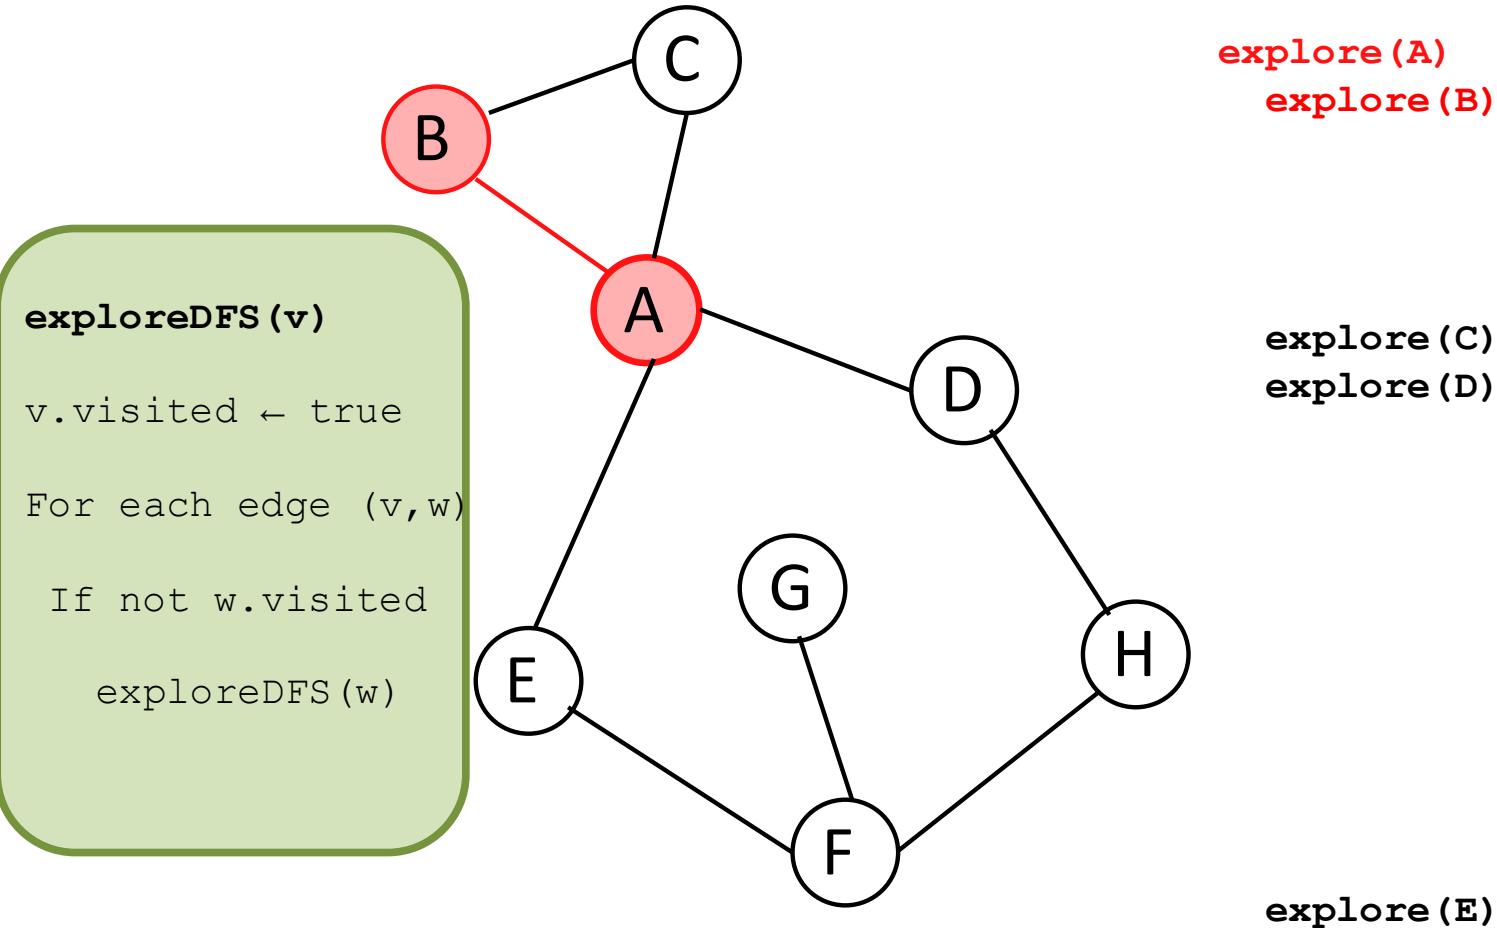 C
explore(A)
explore(B)
B
exploreDFS(v)
A
explore(C)
explore(D)
D
v.visited ← true
For each edge (v,w)
G
If not w.visited
H
E
exploreDFS(w)
F
explore(E)